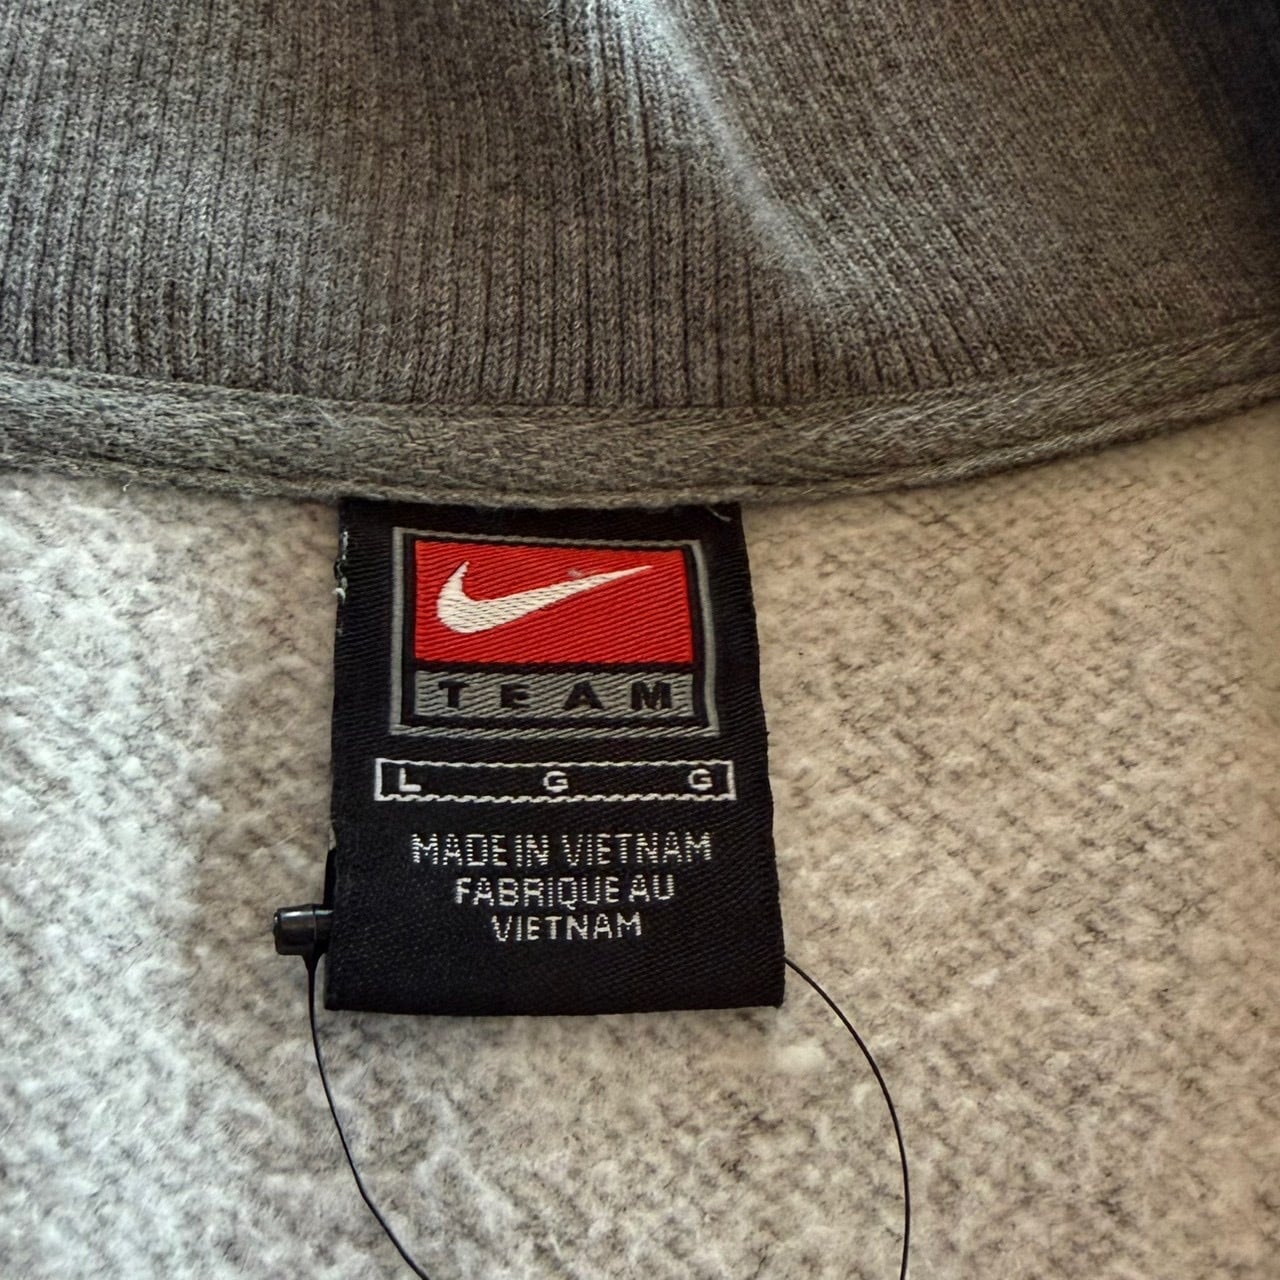 TEAM
L G G
MADE IN VIETNAM
FABRIQUE AU
VIETNAM